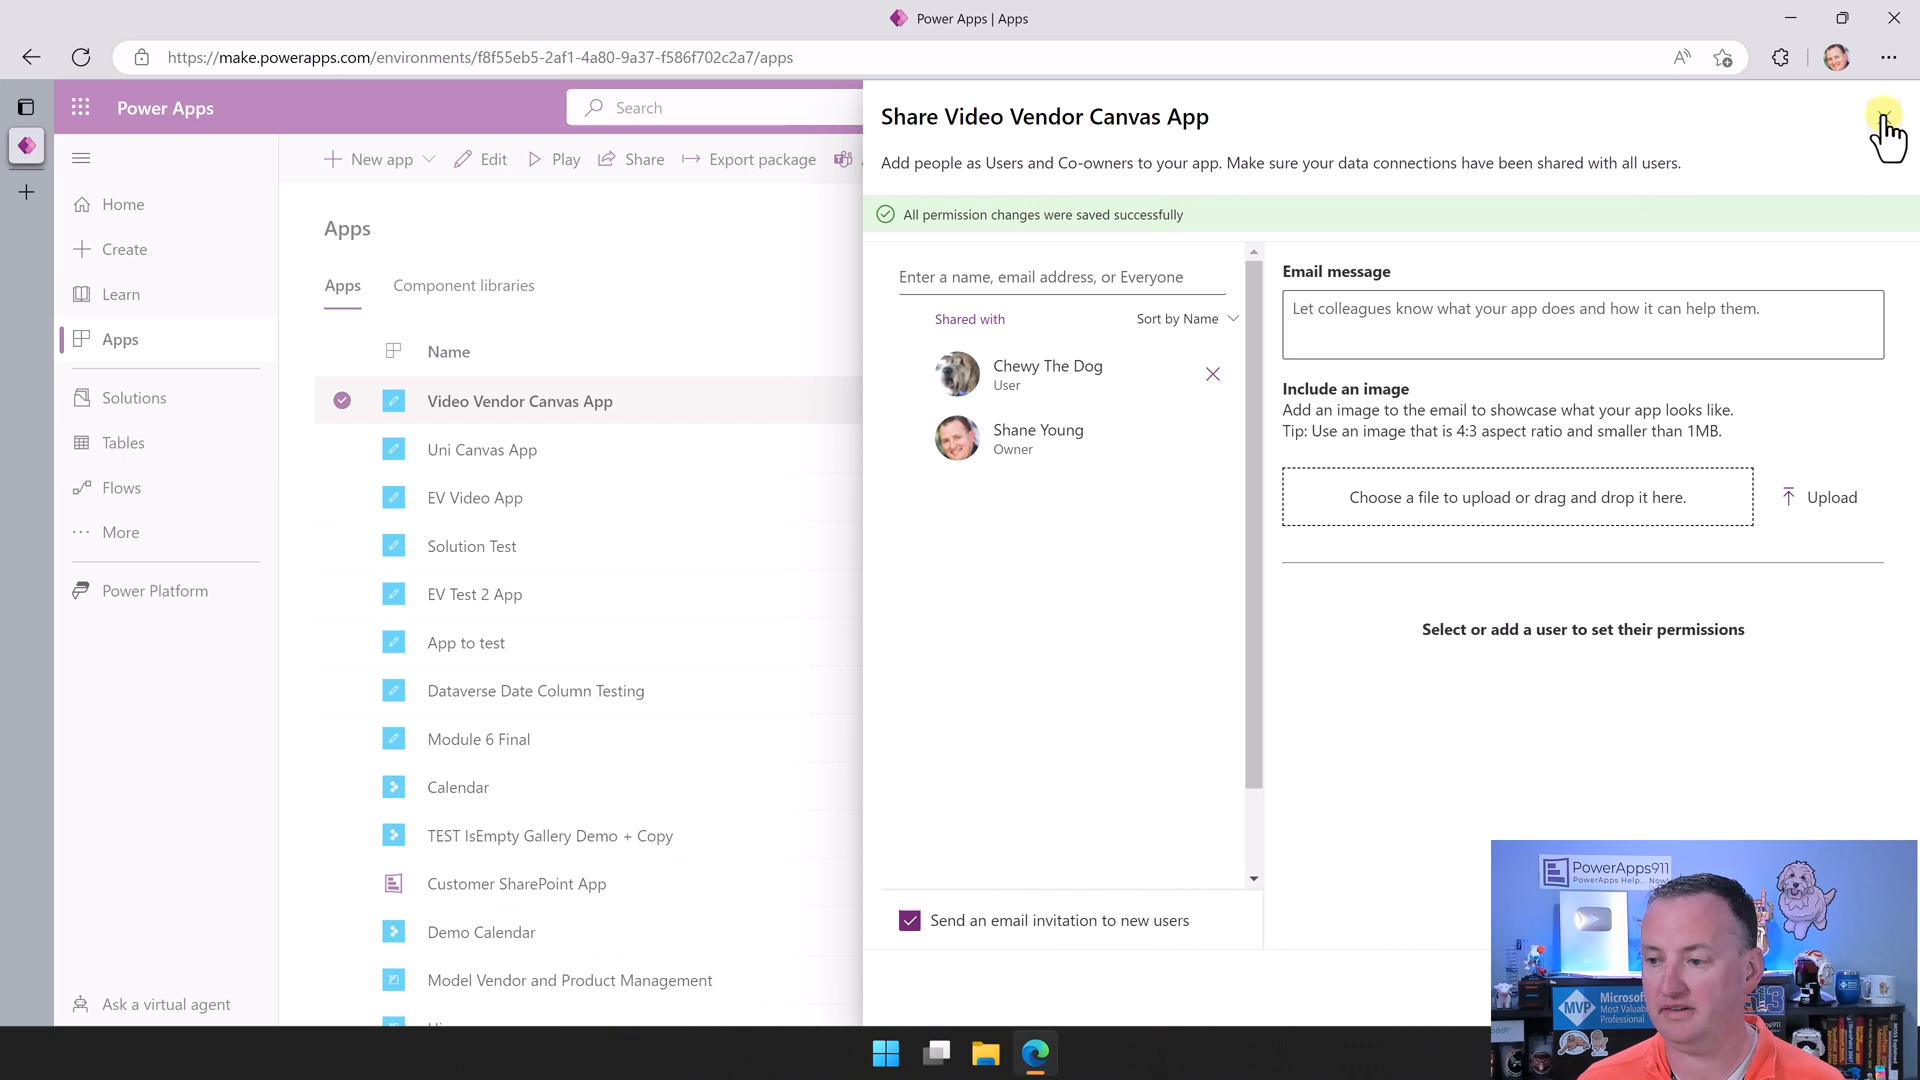 Power Apps | Apps
https://make.powerapps.com/environments/f8f55eb5-2af1-4a80-9a37-f586f702c2a7/apps
Power Apps
Search
New app
Edit
Play
Share
Export package
Home
Create
Learn
Apps
Solutions
Tables
Flows
More
Power Platform
Ask a virtual agent
Apps
Apps
Component libraries
Name
Video Vendor Canvas App
Uni Canvas App
EV Video App
Solution Test
EV Test 2 App
App to test
Dataverse Date Column Testing
Module 6 Final
Calendar
TEST IsEmpty Gallery Demo + Copy
Customer SharePoint App
Demo Calendar
Model Vendor and Product Management
Share Video Vendor Canvas App
Add people as Users and Co-owners to your app. Make sure your data connections have been shared with all users.
All permission changes were saved successfully
Enter a name, email address, or Everyone
Shared with
Sort by Name
Chewy The Dog
User
Shane Young
Owner
Send an email invitation to new users
Email message
Let colleagues know what your app does and how it can help them.
Include an image
Add an image to the email to showcase what your app looks like.
Tip: Use an image that is 4:3 aspect ratio and smaller than 1MB.
Choose a file to upload or drag and drop it here.
Upload
Select or add a user to set their permissions
PowerApps911
PowerApps Help... Now!
MVP
Microsof
Most Valuab
Professional